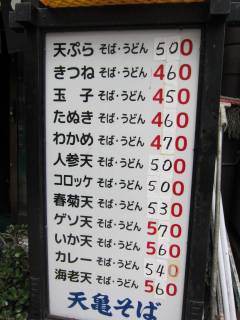 天ぷら そば・うどん 500
きつね そば・うどん 460
玉子 そば・うどん 450
たぬき そば・うどん 460
わかめ そば・うどん 470
人参天 そば・うどん 500
コロッケ そば・うどん 500
春菊天 そば・うどん 530
ゲソ天 そば・うどん 570
いか天 そば・うどん 560
カレー そば・うどん 540
海老天 そば・うどん 560
天亀そば